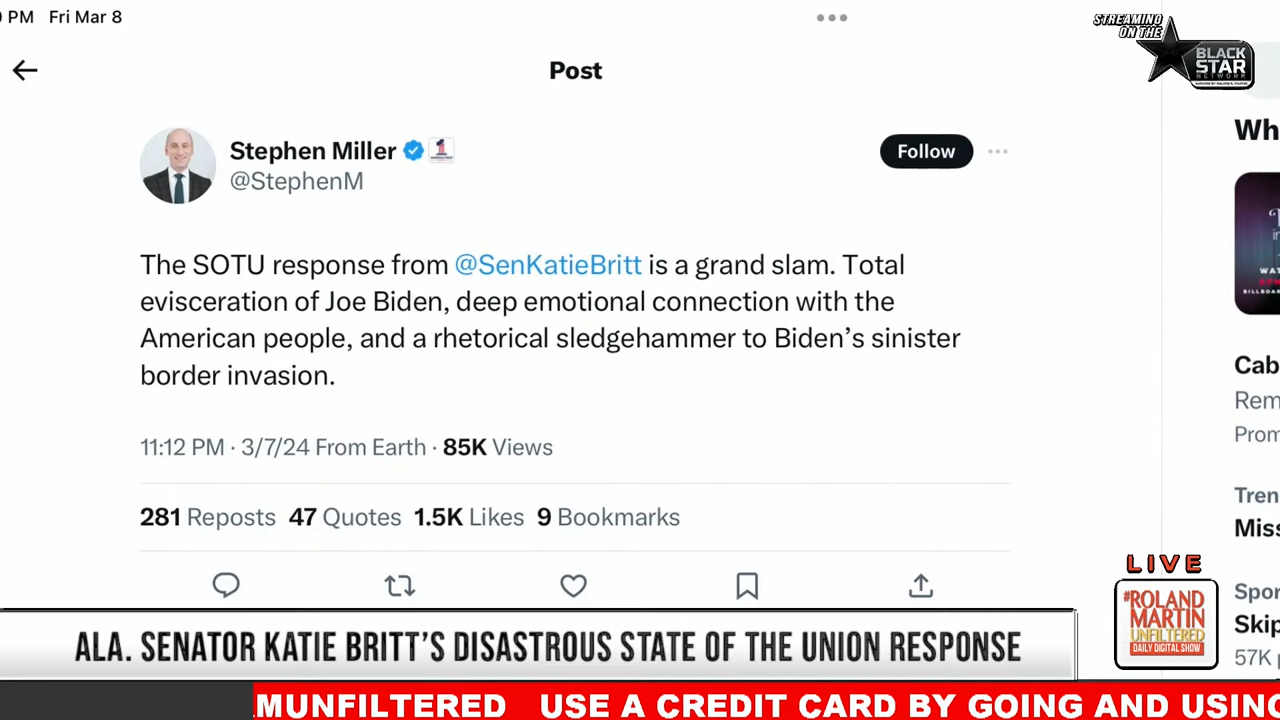 PM Fri Mar 8
STREAMING
ON THE
BLACK
STAR
NETWORK
Post
Stephen Miller
@StephenM
Follow
The SOTU response from @SenKatieBritt is a grand slam. Total
evisceration of Joe Biden, deep emotional connection with the
American people, and a rhetorical sledgehammer to Biden’s sinister
border invasion.
11:12 PM · 3/7/24 From Earth · 85K Views
281 Reposts 47 Quotes 1.5K Likes 9 Bookmarks
Wh
Cab
Rem
Prom
Tren
Miss
Spor
Skip
57K
LIVE
#ROLAND
MARTIN
UNFILTERED
DAILY DIGITAL SHOW
ALA. SENATOR KATIE BRITT’S DISASTROUS STATE OF THE UNION RESPONSE
MUNFILTERED USE A CREDIT CARD BY GOING AND USING